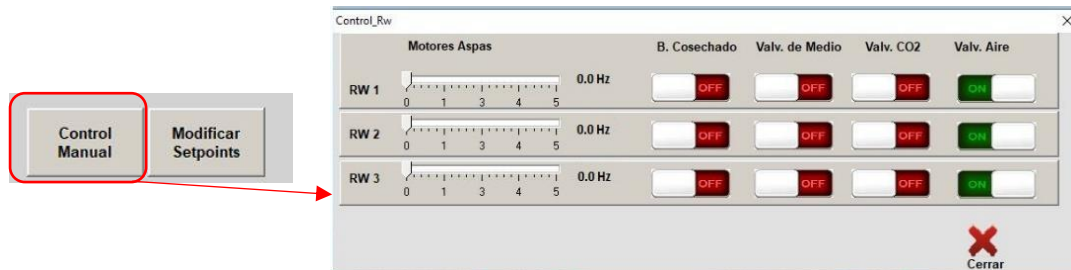 Control Manual
Modificar Setpoints
Control_Rw
Motores Aspas B. Cosechado Valv. de Medio Valv. CO2 Valv. Aire
RW 1 0.0 Hz OFF OFF OFF ON
0 1 3 4 5
RW 2 0.0 Hz OFF OFF OFF ON
0 1 3 4 5
RW 3 0.0 Hz OFF OFF OFF ON
0 1 3 4 5
Cerrar